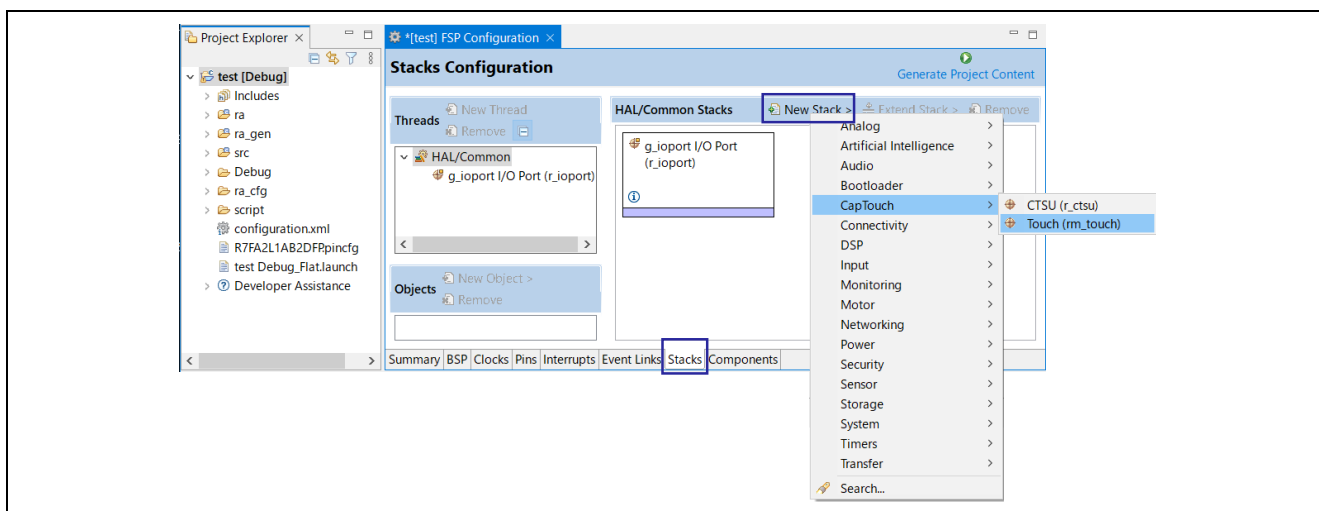 Project Explorer
test [Debug]
Includes
ra
ra_gen
src
Debug
ra_cfg
script
configuration.xml
R7FA2L1AB2DFP.pincfg
test Debug_Flat.launch
Developer Assistance
*[test] FSP Configuration
Stacks Configuration
Generate Project Content
Threads
New Thread
Remove
HAL/Common
g_ioport I/O Port (r_ioport)
Objects
New Object >
Remove
HAL/Common Stacks
New Stack >
Extend Stack >
Remove
g_ioport I/O Port
(r_ioport)
Analog
Artificial Intelligence
Audio
Bootloader
CapTouch
Connectivity
DSP
Input
Monitoring
Motor
Networking
Power
Security
Sensor
Storage
System
Timers
Transfer
Search...
CTSU (r_ctsu)
Touch (rm_touch)
Summary BSP Clocks Pins Interrupts Event Links Stacks Components